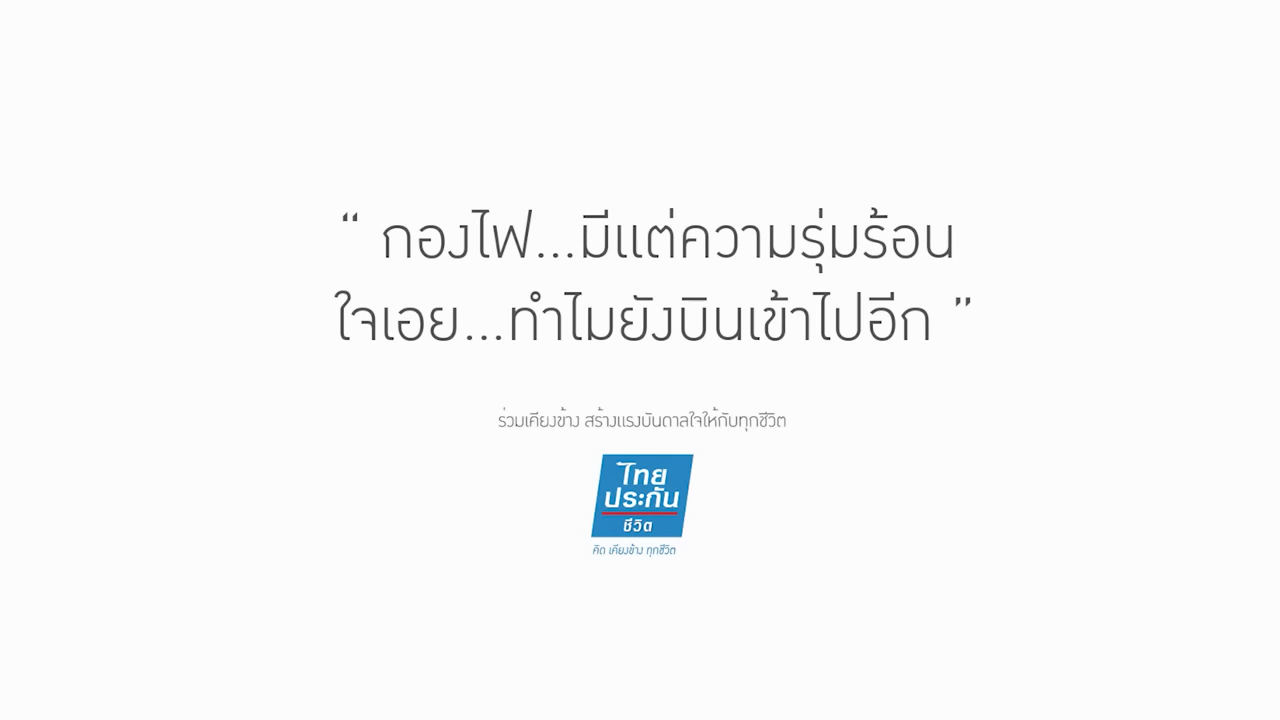 “ กองไฟ...มีแต่ความรุ่มร้อน
ใจเอย...ทำไมยังบินเข้าไปอีก ”
ร่วมเคียงข้าง สร้างแรงบันดาลใจให้กับทุกชีวิต
ไทย
ประกัน
ชีวิต
คิด เคียงข้าง ทุกชีวิต